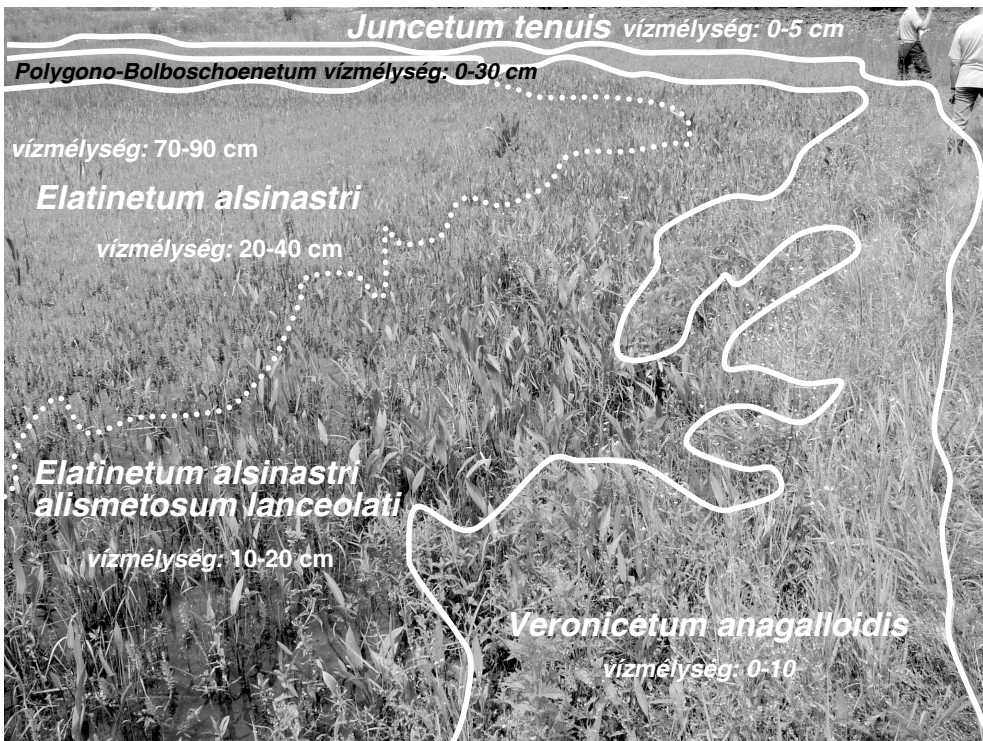 Juncetum tenuis vízmélység: 0-5 cm
Polygono-Bolboschoenetum vízmélység: 0-30 cm
vízmélység: 70-90 cm
Elatinetum alsinastri
vízmélység: 20-40 cm
Elatinetum alsinastri
alismetosum lanceolati
vízmélység: 10-20 cm
Veronicetum anagalloidis
vízmélység: 0-10